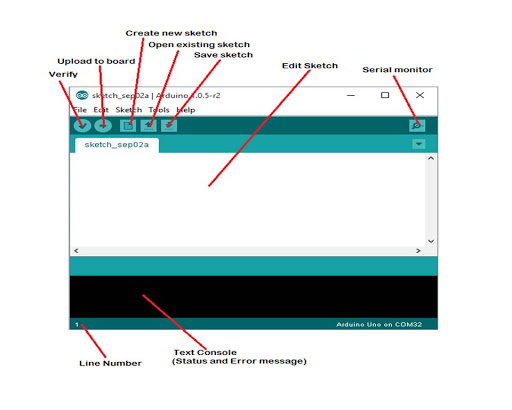 Create new sketch
Open existing sketch
Save sketch
Upload to board
Edit Sketch
Verify
Serial monitor
sketch_sep02a | Arduino 1.0.5-r2
File Edit Sketch Tools Help
sketch_sep02a
1
Arduino Uno on COM32
Line Number
Text Console
(Status and Error message)